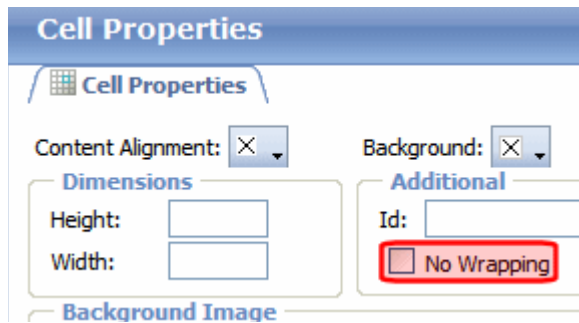 Cell Properties
Cell Properties
Content Alignment: Background:
Dimensions Additional
Height: Id:
Width: No Wrapping
Background Image